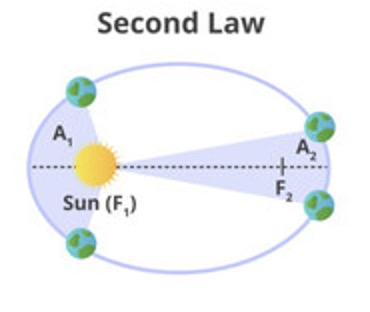 Second Law
A₁
A₂
F₂
Sun (F₁)